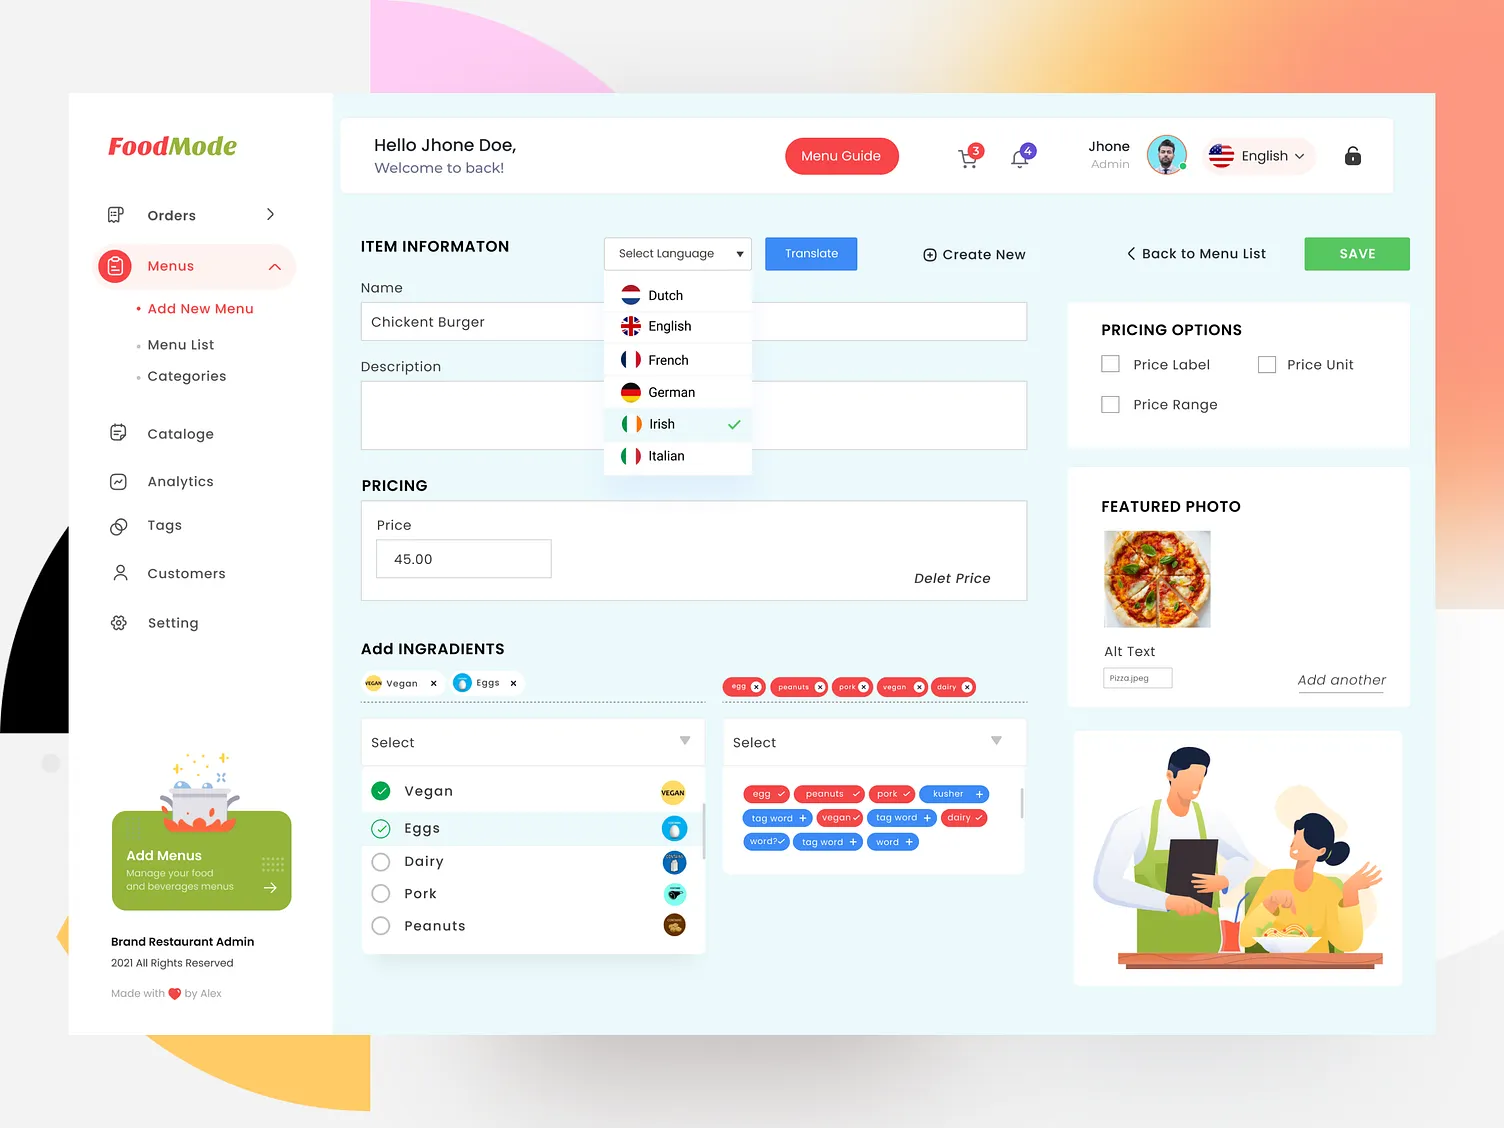 FoodMode
Orders
Menus
Add New Menu
Menu List
Categories
Cataloge
Analytics
Tags
Customers
Setting
Add Menus
Manage your food
and beverages menus
Brand Restaurant Admin
2021 All Rights Reserved
Made with by Alex
Hello Jhone Doe,
Welcome to back!
Menu Guide
3
4
Jhone
Admin
English
ITEM INFORMATON
Select Language
Translate
Create New
Back to Menu List
SAVE
Dutch
English
French
German
Irish
Italian
Name
Chickent Burger
Description
PRICING
Price
45.00
Delet Price
Add INGRADIENTS
VEGAN Vegan
Eggs
Select
Vegan VEGAN
Eggs
Dairy
Pork
Peanuts
egg peanuts pork vegan dairy
Select
egg peanuts pork kusher +
tag word + vegan tag word + dairy
word? tag word + word +
PRICING OPTIONS
Price Label Price Unit
Price Range
FEATURED PHOTO
Alt Text
Pizza.jpeg
Add another